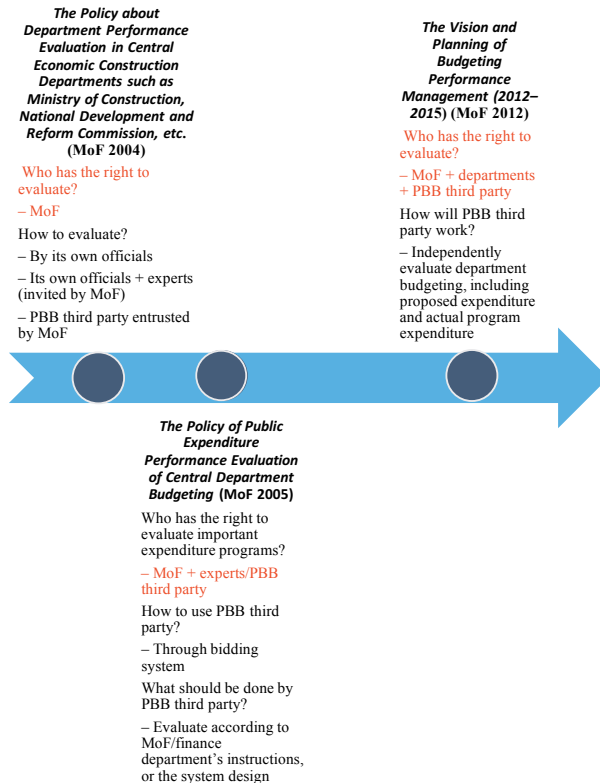 The Policy about
Department Performance
Evaluation in Central
Economic Construction
Departments such as
Ministry of Construction,
National Development and
Reform Commission, etc.
(MoF 2004)
Who has the right to
evaluate?
– MoF
How to evaluate?
– By its own officials
– Its own officials + experts
(invited by MoF)
– PBB third party entrusted
by MoF
The Vision and
Planning of
Budgeting
Performance
Management (2012–
2015) (MoF 2012)
Who has the right to
evaluate?
– MoF + departments
+ PBB third party
How will PBB third
party work?
– Independently
evaluate department
budgeting, including
proposed expenditure
and actual program
expenditure
The Policy of Public
Expenditure
Performance Evaluation
of Central Department
Budgeting (MoF 2005)
Who has the right to
evaluate important
expenditure programs?
– MoF + experts/PBB
third party
How to use PBB third
party?
– Through bidding
system
What should be done by
PBB third party?
– Evaluate according to
MoF/finance
department's instructions,
or the system design